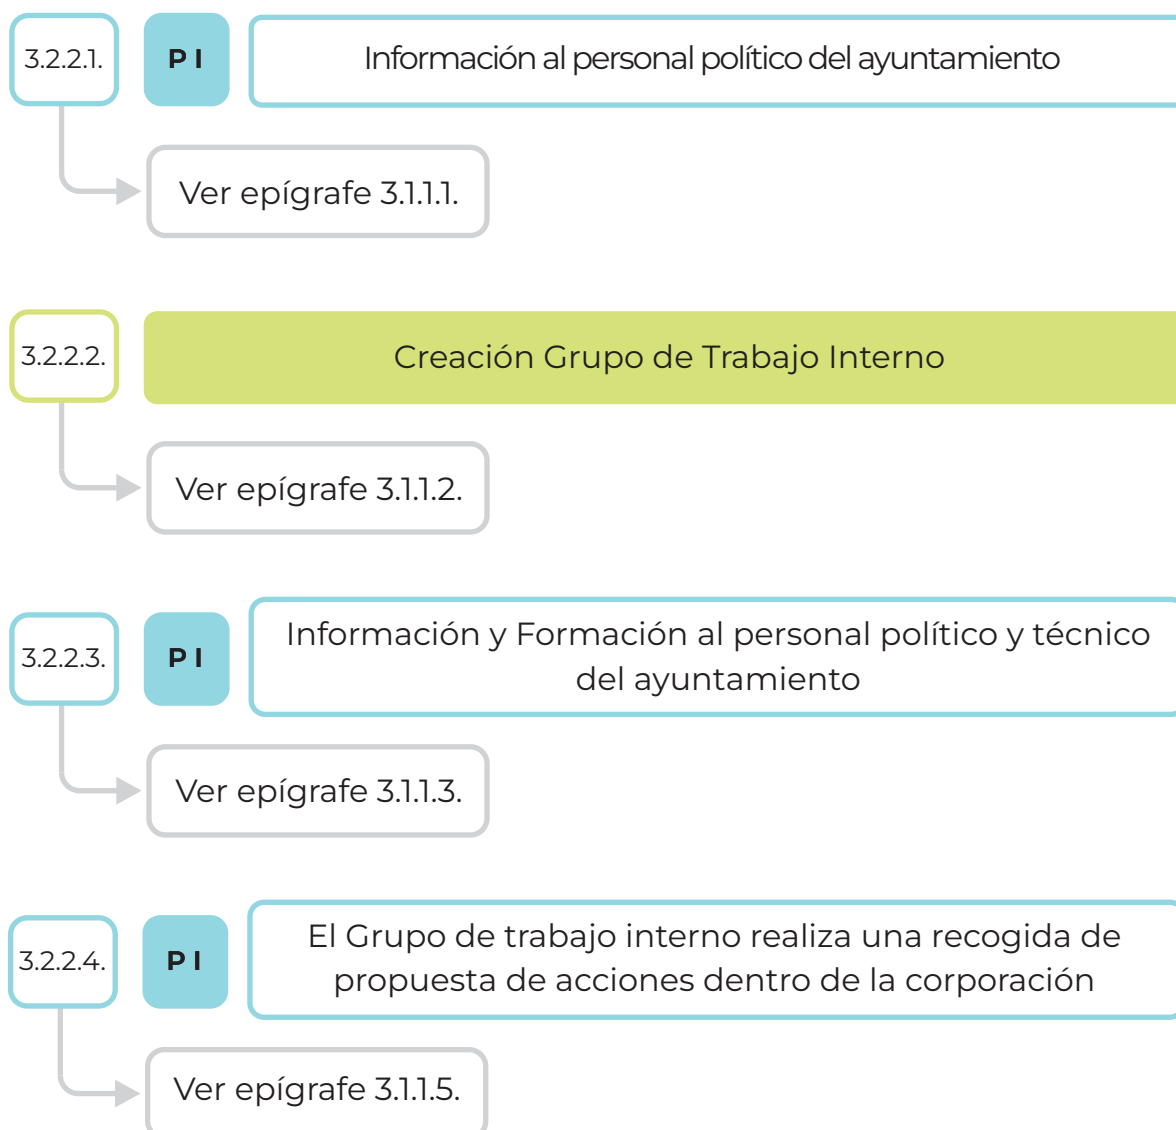 3.2.2.1.
P I
Información al personal político del ayuntamiento
Ver epígrafe 3.1.1.1.
3.2.2.2.
Creación Grupo de Trabajo Interno
Ver epígrafe 3.1.1.2.
3.2.2.3.
P I
Información y Formación al personal político y técnico
del ayuntamiento
Ver epígrafe 3.1.1.3.
3.2.2.4.
P I
El Grupo de trabajo interno realiza una recogida de
propuesta de acciones dentro de la corporación
Ver epígrafe 3.1.1.5.